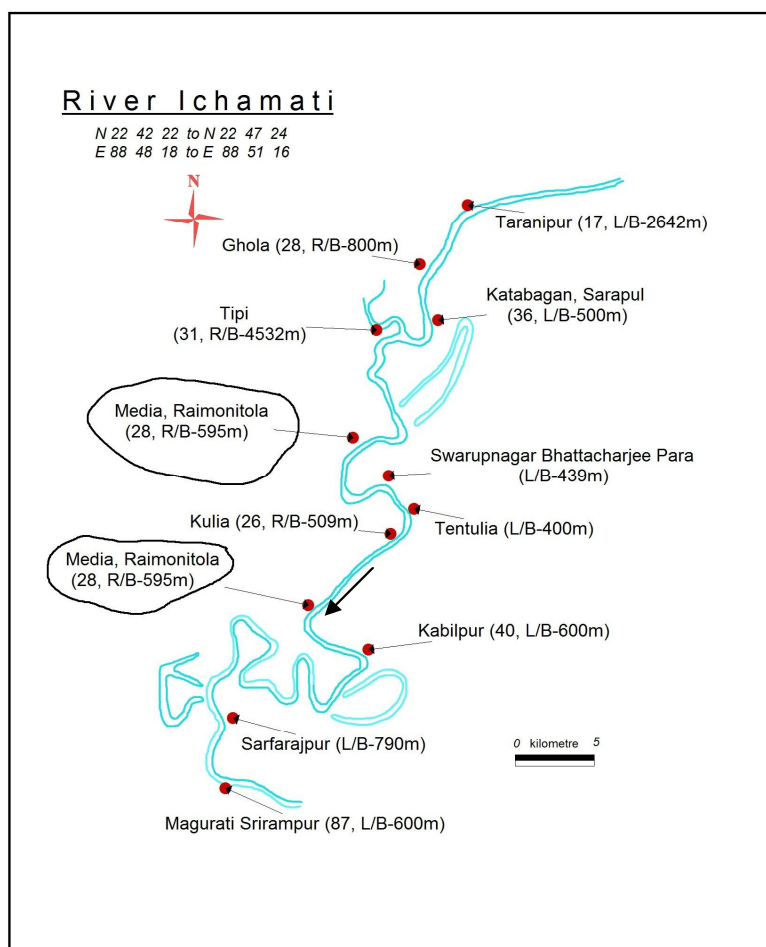 River Ichamati
N 22 42 22 to N 22 47 24
E 88 48 18 to E 88 51 16
N
Taranipur (17, L/B-2642m)
Ghola (28, R/B-800m)
Katabagan, Sarapul
(36, L/B-500m)
Tipi
(31, R/B-4532m)
Media, Raimonitola
(28, R/B-595m)
Swarupnagar Bhattacharjee Para
(L/B-439m)
Kulia (26, R/B-509m)
Tentulia (L/B-400m)
Media, Raimonitola
(28, R/B-595m)
Kabilpur (40, L/B-600m)
Sarfarajpur (L/B-790m)
0 kilometre 5
Magurati Srirampur (87, L/B-600m)